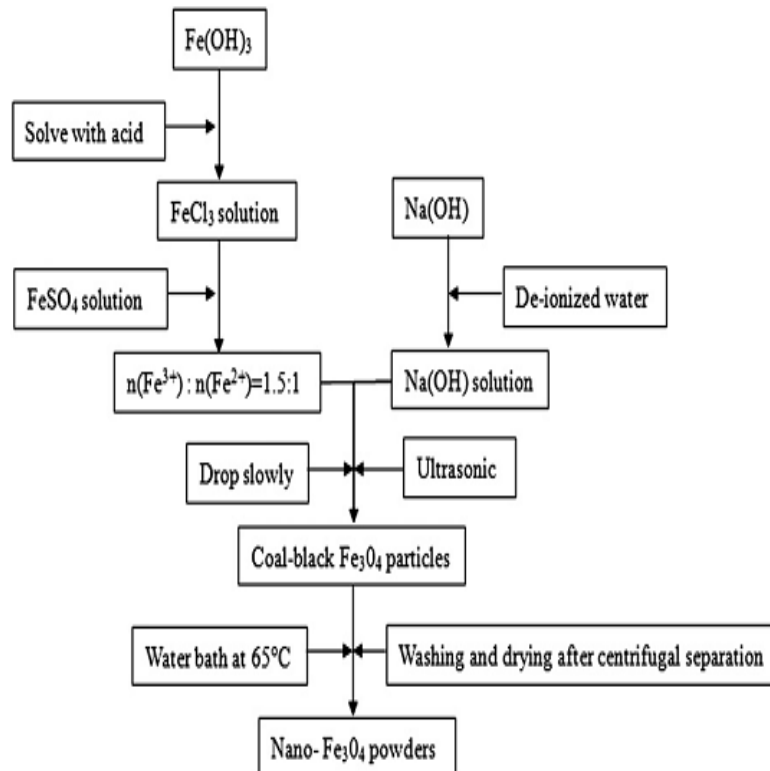 Fe(OH)₃
Solve with acid
FeCl₃ solution
Na(OH)
FeSO₄ solution
De-ionized water
n(Fe³⁺) : n(Fe²⁺)=1.5:1
Na(OH) solution
Drop slowly
Ultrasonic
Coal-black Fe₃O₄ particles
Water bath at 65°C
Washing and drying after centrifugal separation
Nano- Fe₃O₄ powders